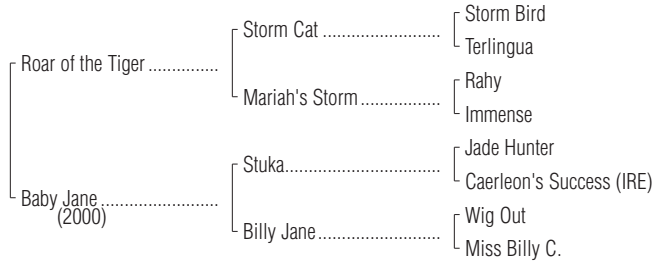 Storm Bird
Storm Cat ........................
Terlingua
Roar of the Tiger ..............
Rahy
Mariah's Storm ................
Immense
Jade Hunter
Stuka...............................
Caerleon's Success (IRE)
Baby Jane .......................
(2000)
Wig Out
Billy Jane.........................
Miss Billy C.